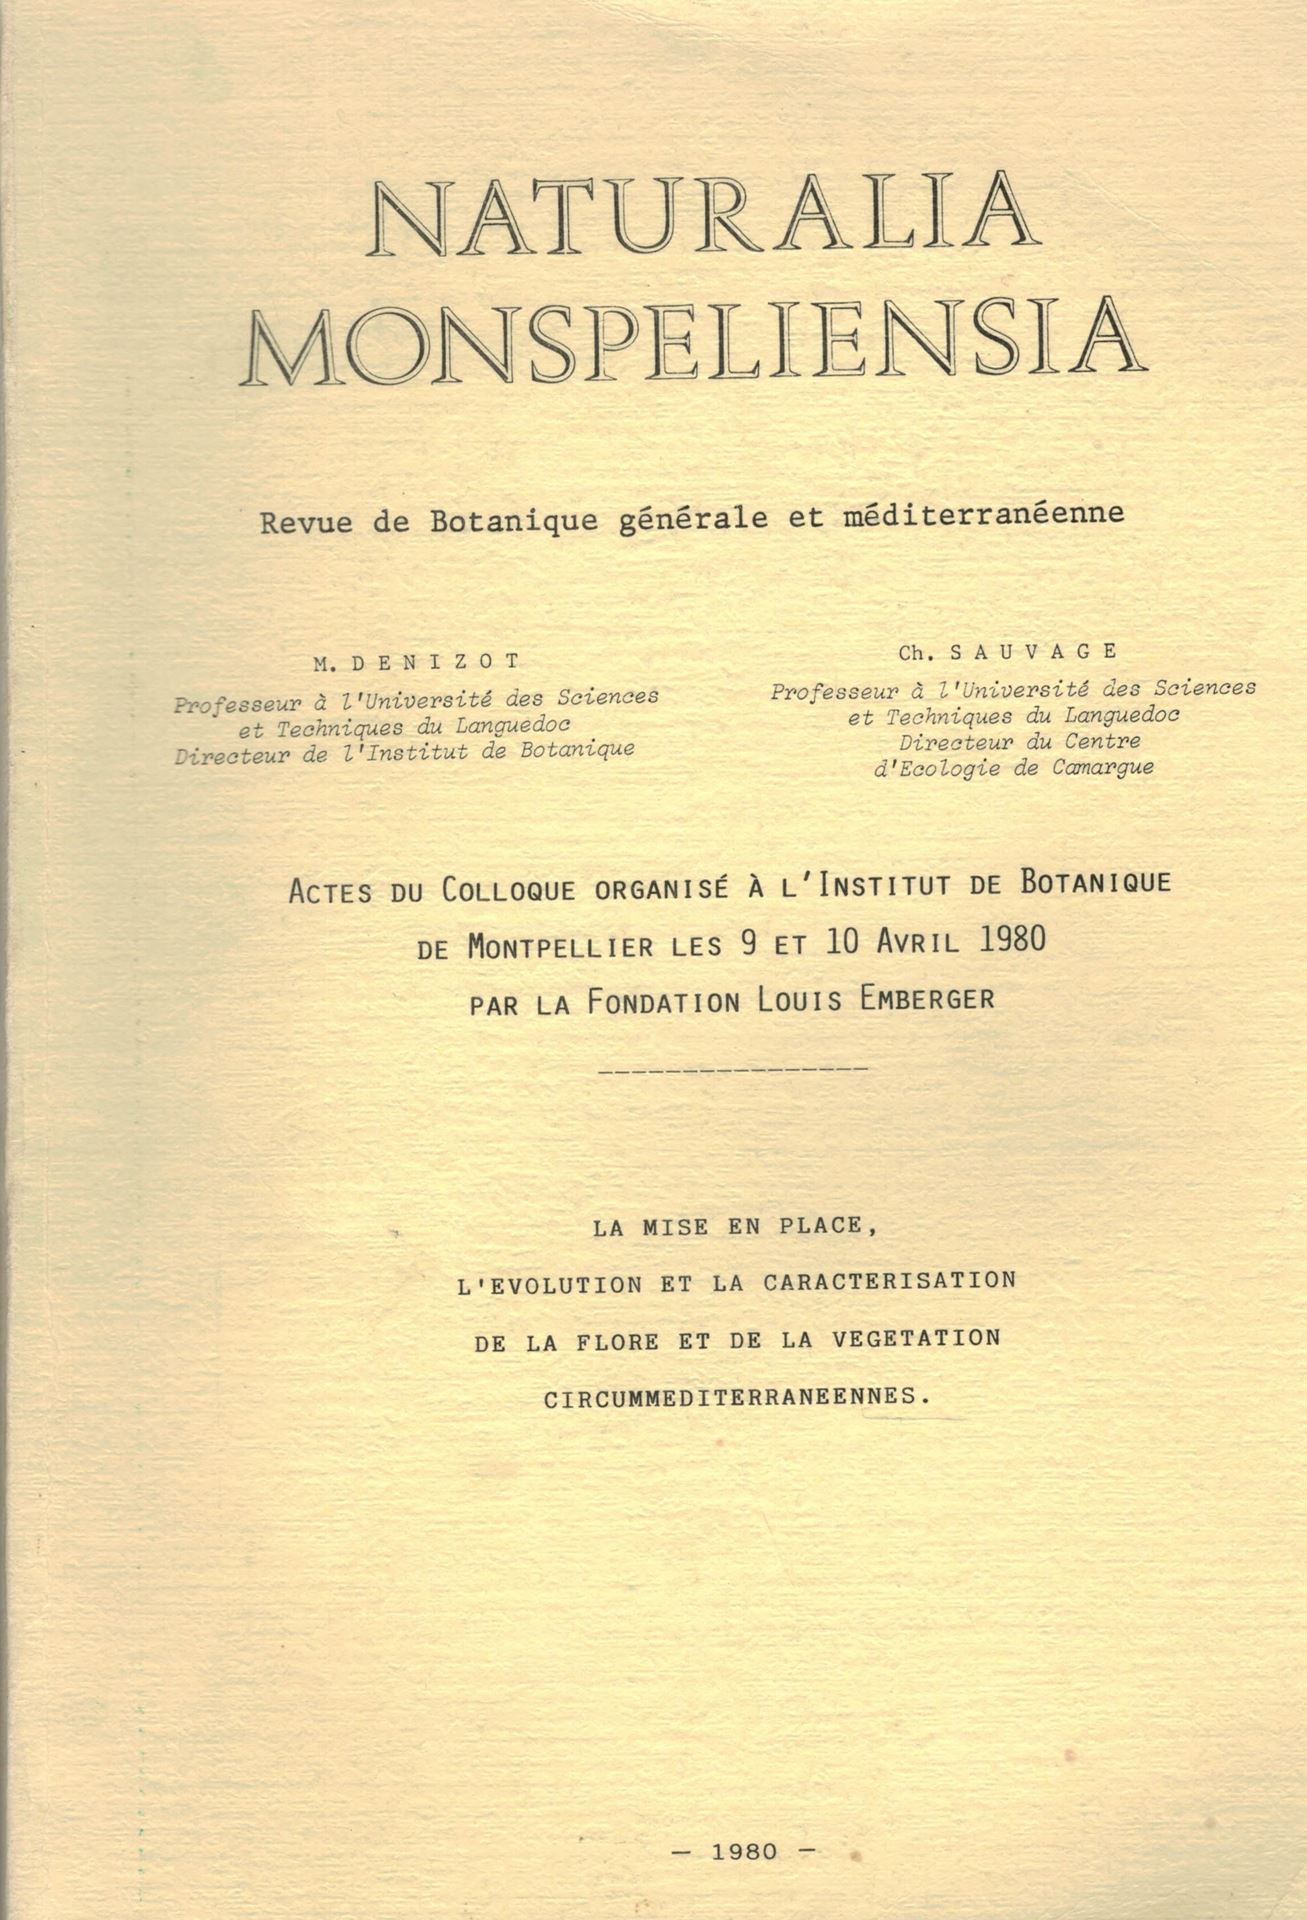 NATURALIA
MONSPELIENSIA
Revue de Botanique générale et méditerranéenne
M. DENIZOT
Professeur à l'Université des Sciences
et Techniques du Languedoc
Directeur de l'Institut de Botanique
Ch. SAUVAGE
Professeur à l'Université des Sciences
et Techniques du Languedoc
Directeur du Centre
d'Ecologie de Camargue
ACTES DU COLLOQUE ORGANISÉ À L'INSTITUT DE BOTANIQUE
DE MONTPELLIER LES 9 ET 10 AVRIL 1980
PAR LA FONDATION LOUIS EMBERGER
----------------
LA MISE EN PLACE,
L'EVOLUTION ET LA CARACTERISATION
DE LA FLORE ET DE LA VEGETATION
CIRCUMMEDITERRANEENNES.
— 1980 —